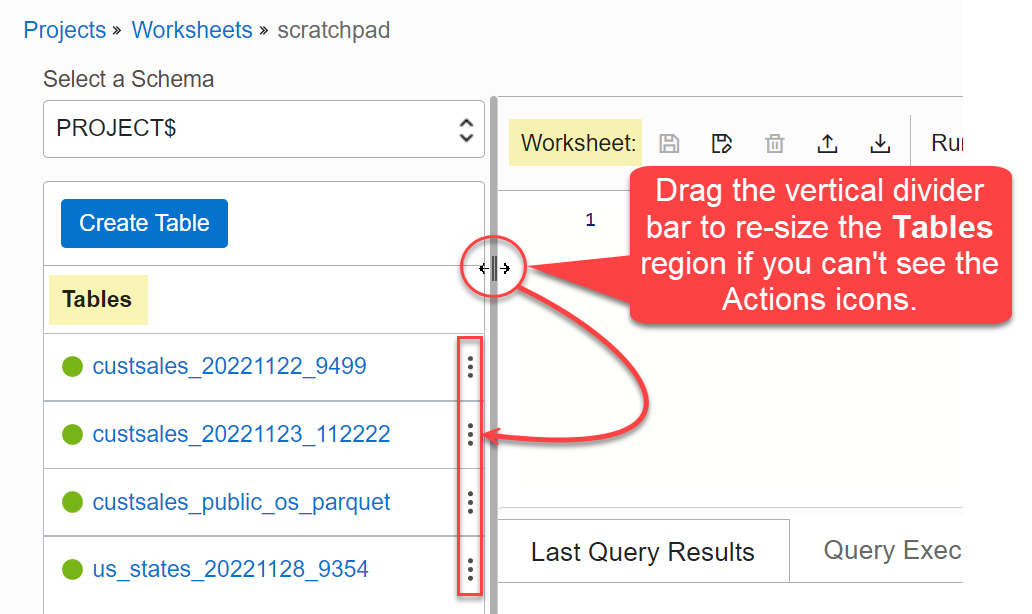 Projects » Worksheets » scratchpad
Select a Schema
PROJECT$
Create Table
Tables
custsales_20221122_9499
custsales_20221123_112222
custsales_public_os_parquet
us_states_20221128_9354
Worksheet:
Run
1
Drag the vertical divider
bar to re-size the Tables
region if you can't see the
Actions icons.
Last Query Results
Query Exec